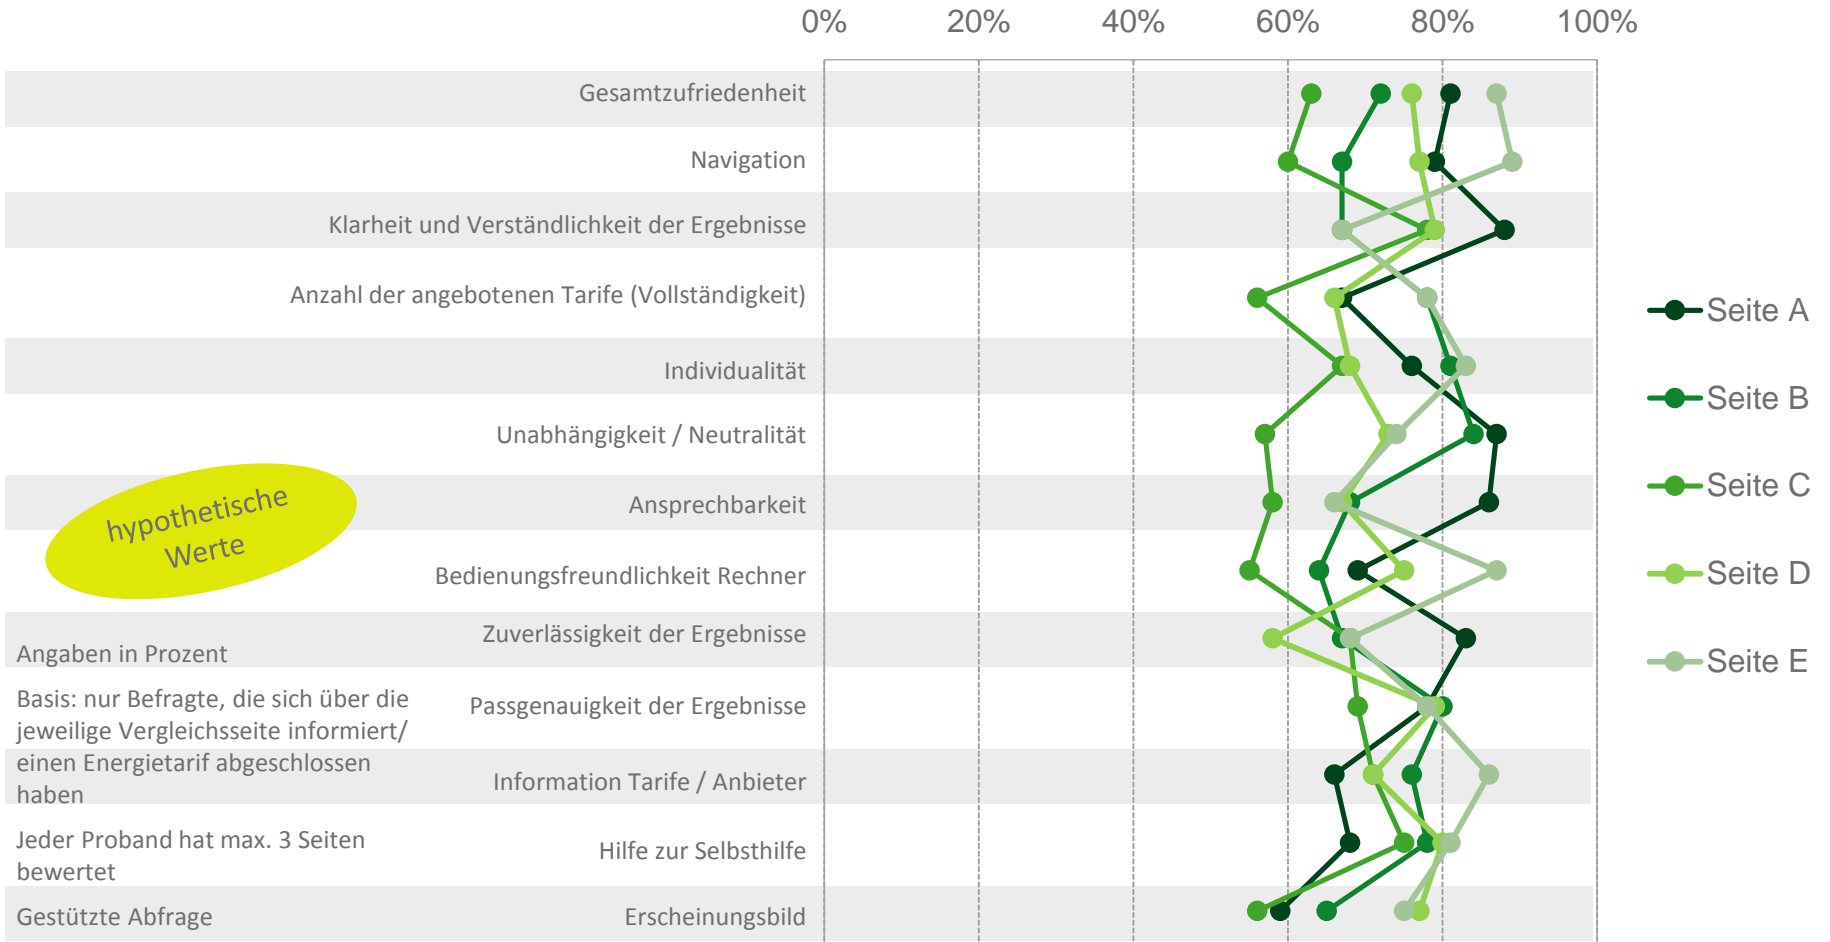 0% 20% 40% 60% 80% 100%
Gesamtzufriedenheit
Navigation
Klarheit und Verständlichkeit der Ergebnisse
Anzahl der angebotenen Tarife (Vollständigkeit)
Individualität
Unabhängigkeit / Neutralität
Ansprechbarkeit
Bedienungsfreundlichkeit Rechner
Zuverlässigkeit der Ergebnisse
Passgenauigkeit der Ergebnisse
Information Tarife / Anbieter
Hilfe zur Selbsthilfe
Erscheinungsbild
hypothetische
Werte
Angaben in Prozent
Basis: nur Befragte, die sich über die
jeweilige Vergleichsseite informiert/
einen Energietarif abgeschlossen
haben
Jeder Proband hat max. 3 Seiten
bewertet
Gestützte Abfrage
Seite A
Seite B
Seite C
Seite D
Seite E